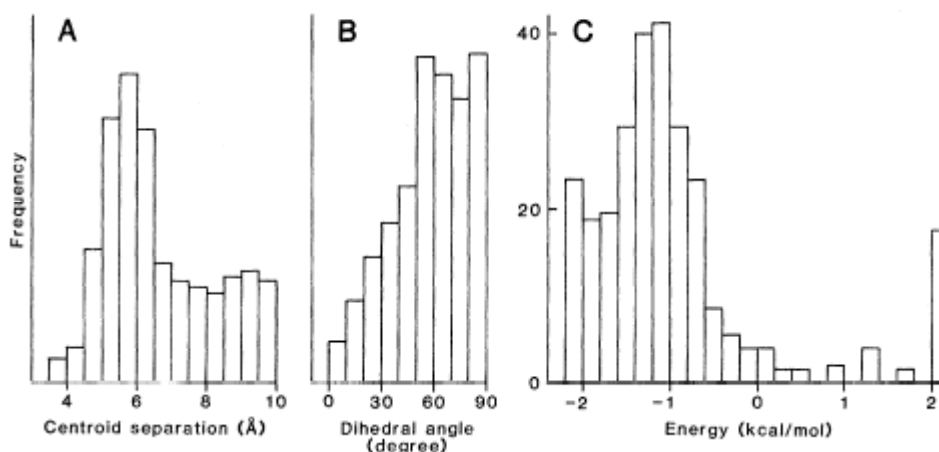 A
B
C
Frequency
40
20
0
4
6
8
10
0
30
60
90
-2
-1
0
1
2
Centroid separation (Å)
Dihedral angle
(degree)
Energy (kcal/mol)